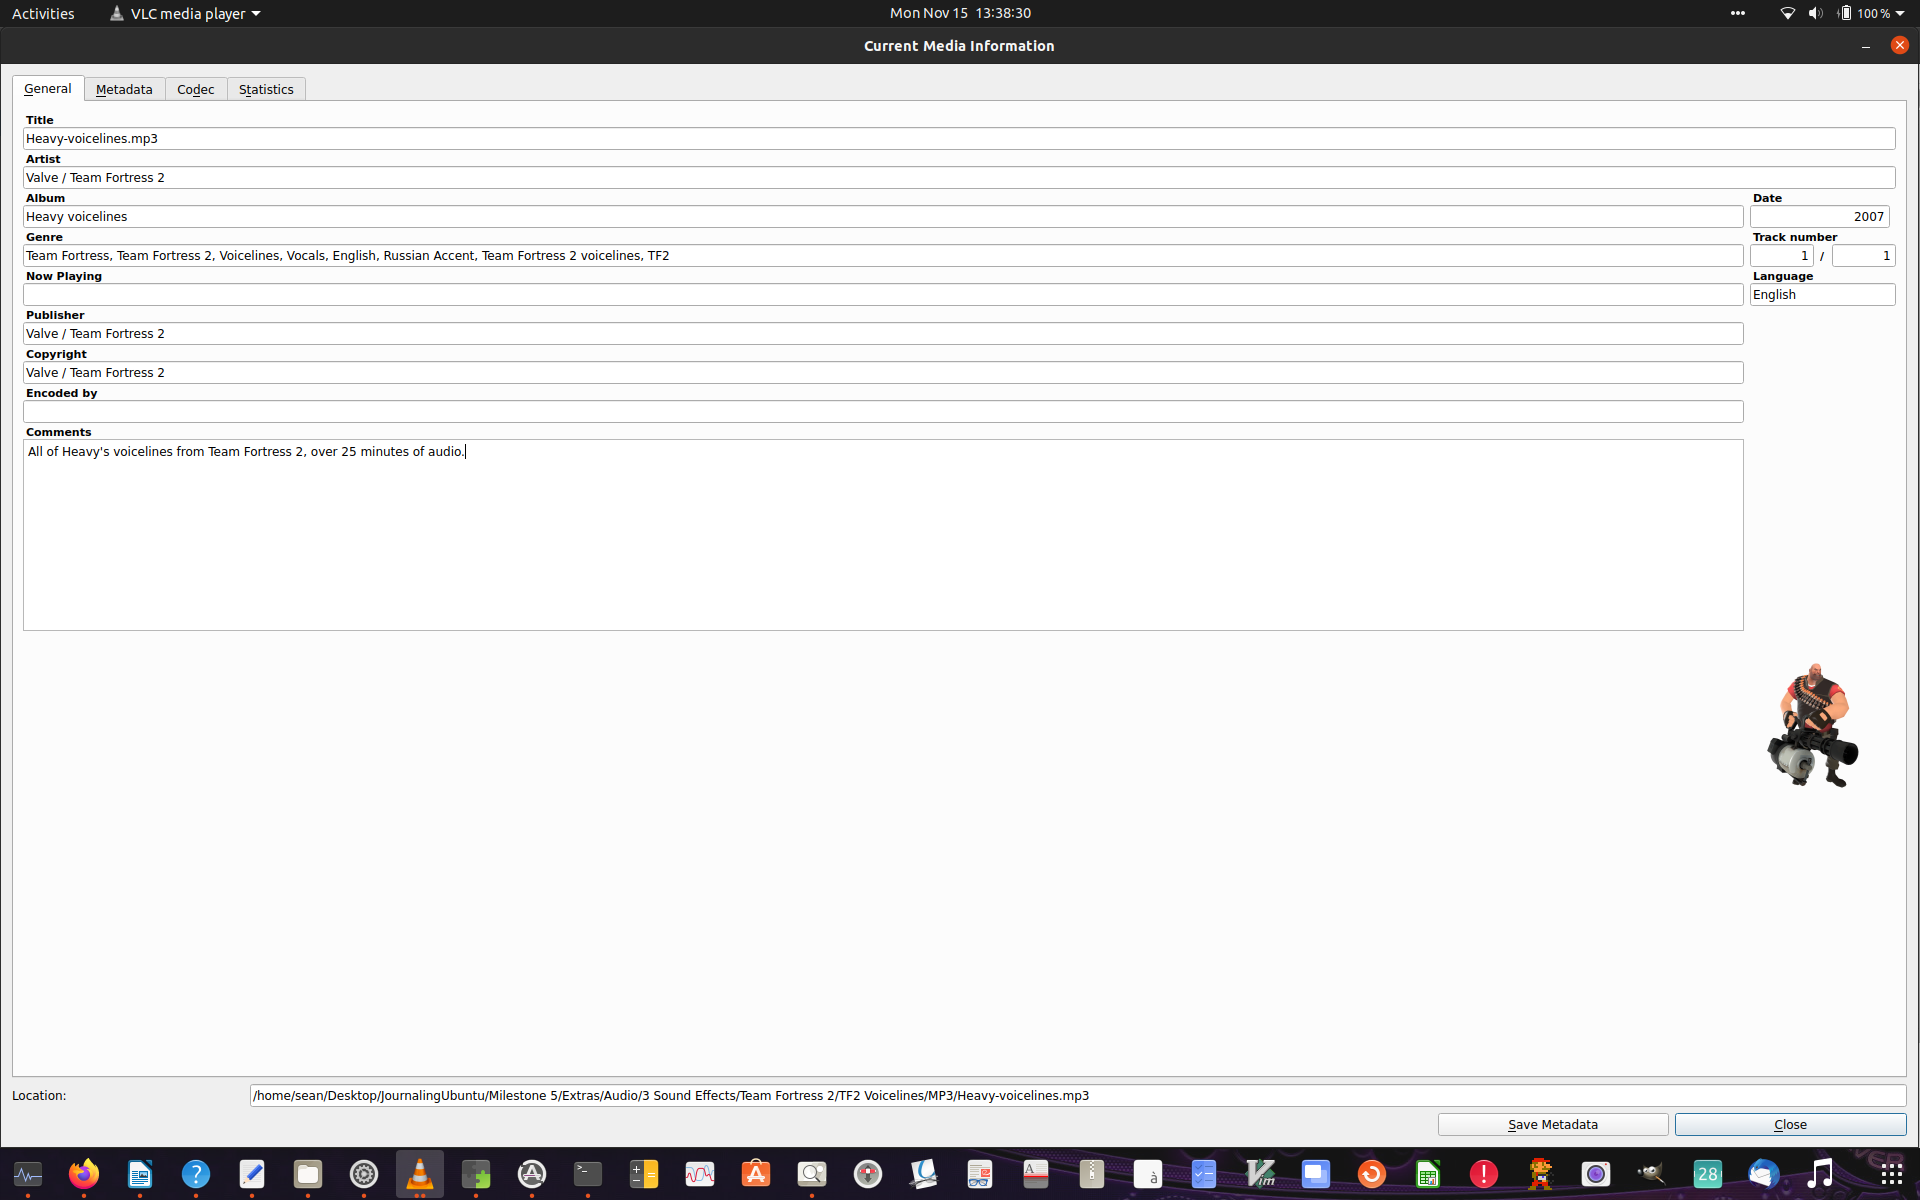 Activities
VLC media player
Mon Nov 15 13:38:30
100 %
Current Media Information
General
Metadata
Codec
Statistics
Title
Heavy-voicelines.mp3
Artist
Valve / Team Fortress 2
Album
Date
Heavy voicelines
2007
Genre
Track number
Team Fortress, Team Fortress 2, Voicelines, Vocals, English, Russian Accent, Team Fortress 2 voicelines, TF2
1 / 1
Now Playing
Language
English
Publisher
Valve / Team Fortress 2
Copyright
Valve / Team Fortress 2
Encoded by
Comments
All of Heavy's voicelines from Team Fortress 2, over 25 minutes of audio.
Location:
/home/sean/Desktop/JournalingUbuntu/Milestone 5/Extras/Audio/3 Sound Effects/Team Fortress 2/TF2 Voicelines/MP3/Heavy-voicelines.mp3
Save Metadata
Close
28